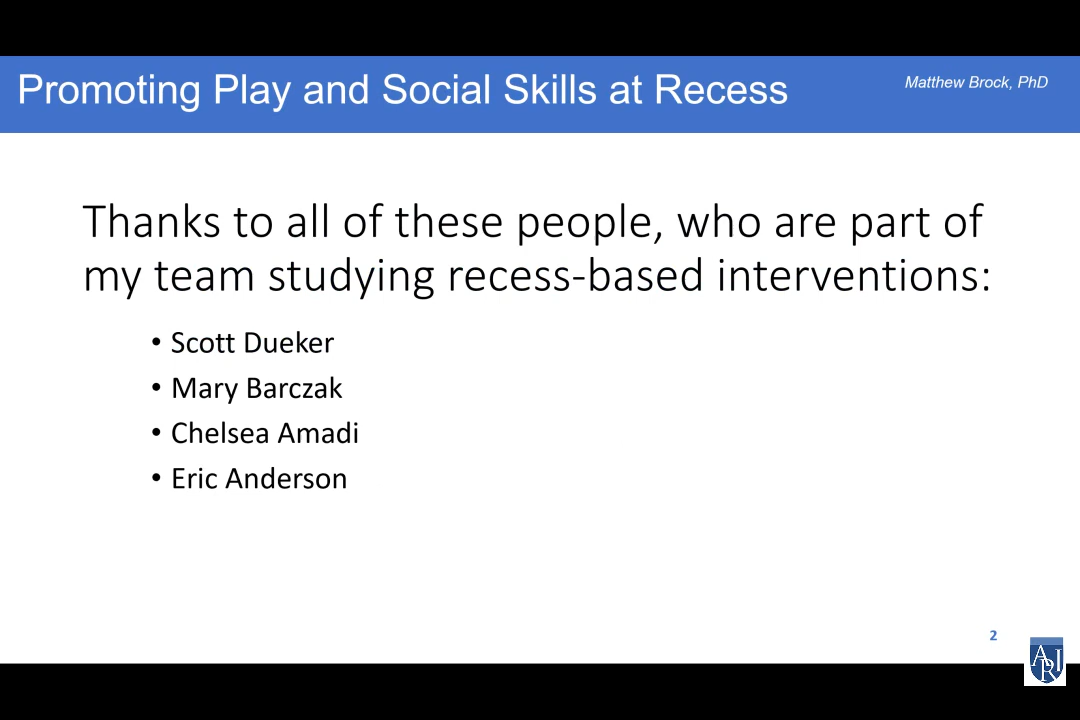 Promoting Play and Social Skills at Recess
Matthew Brock, PhD
Thanks to all of these people, who are part of
my team studying recess-based interventions:
• Scott Dueker
• Mary Barczak
• Chelsea Amadi
• Eric Anderson
2
ARI